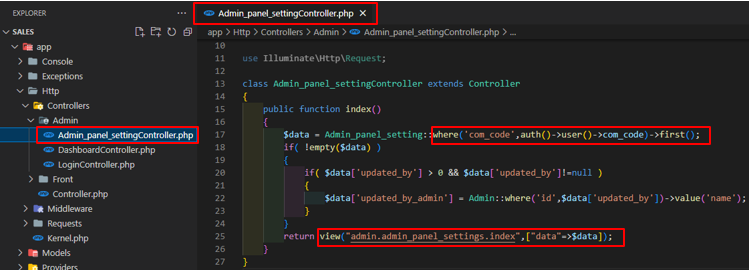 EXPLORER
SALES
app
Console
Exceptions
Http
Controllers
Admin
Admin_panel_settingController.php
DashboardController.php
LoginController.php
Front
Controller.php
Middleware
Requests
Kernel.php
Models
Providers
Admin_panel_settingController.php
app > Http > Controllers > Admin > Admin_panel_settingController.php > ...
10
11 use Illuminate\Http\Request;
12
13 class Admin_panel_settingController extends Controller
14 {
15 public function index()
16 {
17 $data = Admin_panel_setting::where('com_code',auth()->user()->com_code)->first();
18 if( !empty($data) )
19 {
20 if( $data['updated_by'] > 0 && $data['updated_by']!=null )
21 {
22 $data['updated_by_admin'] = Admin::where('id',$data['updated_by'])->value('name');
23 }
24 }
25 return view("admin.admin_panel_settings.index",["data"=>$data]);
26 }
27 }